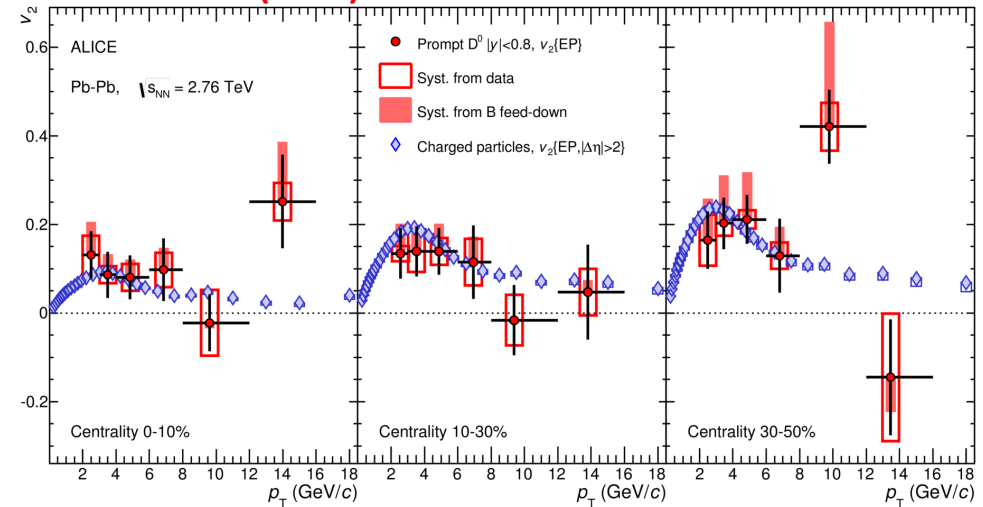 v2
ALICE
Pb-Pb, √sNN = 2.76 TeV
0.6
0.4
0.2
0
-0.2
Centrality 0-10%
2 4 6 8 10 12 14 16 18
pT (GeV/c)
Prompt D0 |y|<0.8, v2{EP}
Syst. from data
Syst. from B feed-down
Charged particles, v2{EP,|Δη|>2}
Centrality 10-30%
2 4 6 8 10 12 14 16 18
pT (GeV/c)
Centrality 30-50%
2 4 6 8 10 12 14 16 18
pT (GeV/c)